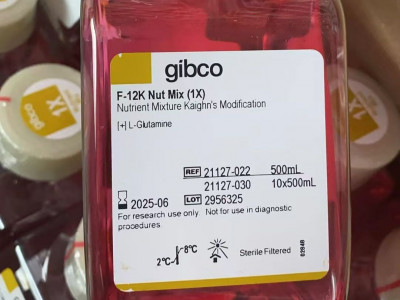 gibco
F-12K Nut Mix (1X)
Nutrient Mixture Kaighn's Modification
[+] L-Glutamine
REF 21127-022 500mL
21127-030 10x500mL
2025-06 LOT 2956325
For research use only Not for use in diagnostic
procedures
2°C 8°C
Sterile Filtered
1X
gibco
1X